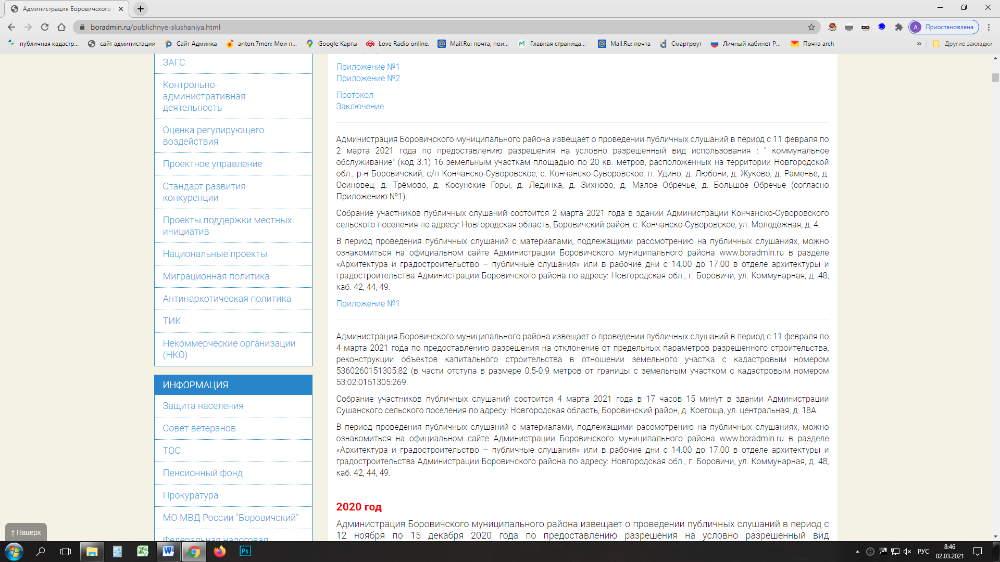 Администрация Боровичского
boradmin.ru/publichnye-slushaniya.html
А Приостановлена
публичная кадастр...
сайт администации
Сайт Админка
anton.7men: Мои п...
Google Карты
Love Radio online.
Mail.Ru: почта, пои...
Главная страница...
Mail.Ru: почта
Смартроут
Личный кабинет Р...
Почта arch
»
Другие закладки
ЗАГС
Контрольно-
административная
деятельность
Оценка регулирующего
воздействия
Проектное управление
Стандарт развития
конкуренции
Проекты поддержки местных
инициатив
Национальные проекты
Миграционная политика
Антинаркотическая политика
ТИК
Некоммерческие организации
(НКО)
ИНФОРМАЦИЯ
Защита населения
Совет ветеранов
ТОС
Пенсионный фонд
Прокуратура
МО МВД России "Боровичский"
Федеральная налоговая
↑ Наверх
Приложение №1
Приложение №2
Протокол
Заключение
Администрация Боровичского муниципального района извещает о проведении публичных слушаний в период с 11 февраля по
2 марта 2021 года по предоставлению разрешения на условно разрешенный вид использования : " коммунальное
обслуживание" (код 3.1) 16 земельным участкам площадью по 20 кв. метров, расположенных на территории Новгородской
обл., р-н Боровичский, с/п Кончанско-Суворовское, с. Кончанско-Суворовское, п. Удино, д. Любони, д. Жуково, д. Раменье, д.
Осиновец, д. Трёмово, д. Косунские Горы, д. Лединка, д. Зихново, д. Малое Обречье, д. Большое Обречье (согласно
Приложению №1).
Собрание участников публичных слушаний состоится 2 марта 2021 года в здании Администрации Кончанско-Суворовского
сельского поселения по адресу: Новгородская область, Боровичский район, с. Кончанско-Суворовское, ул. Молодёжная, д. 4.
В период проведения публичных слушаний с материалами, подлежащими рассмотрению на публичных слушаниях, можно
ознакомиться на официальном сайте Администрации Боровичского муниципального района www.boradmin.ru в разделе
«Архитектура и градостроительство – публичные слушания» или в рабочие дни с 14.00 до 17.00 в отделе архитектуры и
градостроительства Администрации Боровичского района по адресу: Новгородская обл., г. Боровичи, ул. Коммунарная, д. 48,
каб. 42, 44, 49.
Приложение №1
Администрация Боровичского муниципального района извещает о проведении публичных слушаний в период с 11 февраля по
4 марта 2021 года по предоставлению разрешения на отклонение от предельных параметров разрешенного строительства,
реконструкции объектов капитального строительства в отношении земельного участка с кадастровым номером
5360260151305:82 (в части отступа в размере 0.5-0.9 метров от границы с земельным участком с кадастровым номером
53:02:0151305:269.
Собрание участников публичных слушаний состоится 4 марта 2021 года в 17 часов 15 минут в здании Администрации
Сушанского сельского поселения по адресу: Новгородская область, Боровичский район, д. Коегоща, ул. центральная, д. 18А.
В период проведения публичных слушаний с материалами, подлежащими рассмотрению на публичных слушаниях, можно
ознакомиться на официальном сайте Администрации Боровичского муниципального района www.boradmin.ru в разделе
«Архитектура и градостроительство – публичные слушания» или в рабочие дни с 14.00 до 17.00 в отделе архитектуры и
градостроительства Администрации Боровичского района по адресу: Новгородская обл., г. Боровичи, ул. Коммунарная, д. 48,
каб. 42, 44, 49.
2020 год
Администрация Боровичского муниципального района извещает о проведении публичных слушаний в период с
12 ноября по 15 декабря 2020 года по предоставлению разрешения на условно разрешенный вид
Ps
РУС
8:46
02.03.2021